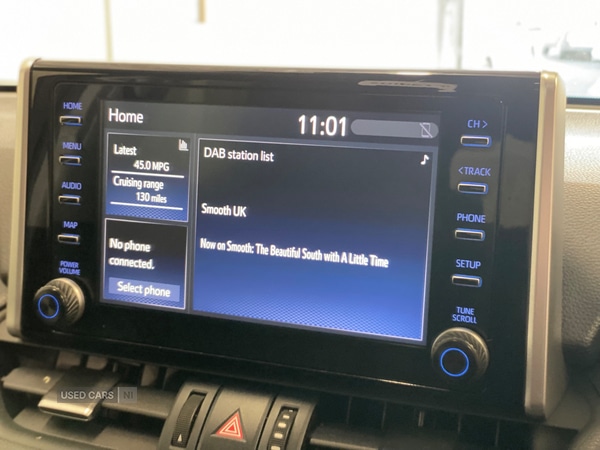 HOME
MENU
AUDIO
MAP
POWER
VOLUME
Home
11:01
Latest
45.0 MPG
Cruising range
130 miles
No phone
connected.
Select phone
DAB station list
Smooth UK
Now on Smooth: The Beautiful South with A Little Time
CH >
< TRACK
PHONE
SETUP
TUNE
SCROLL
USED CARS NI